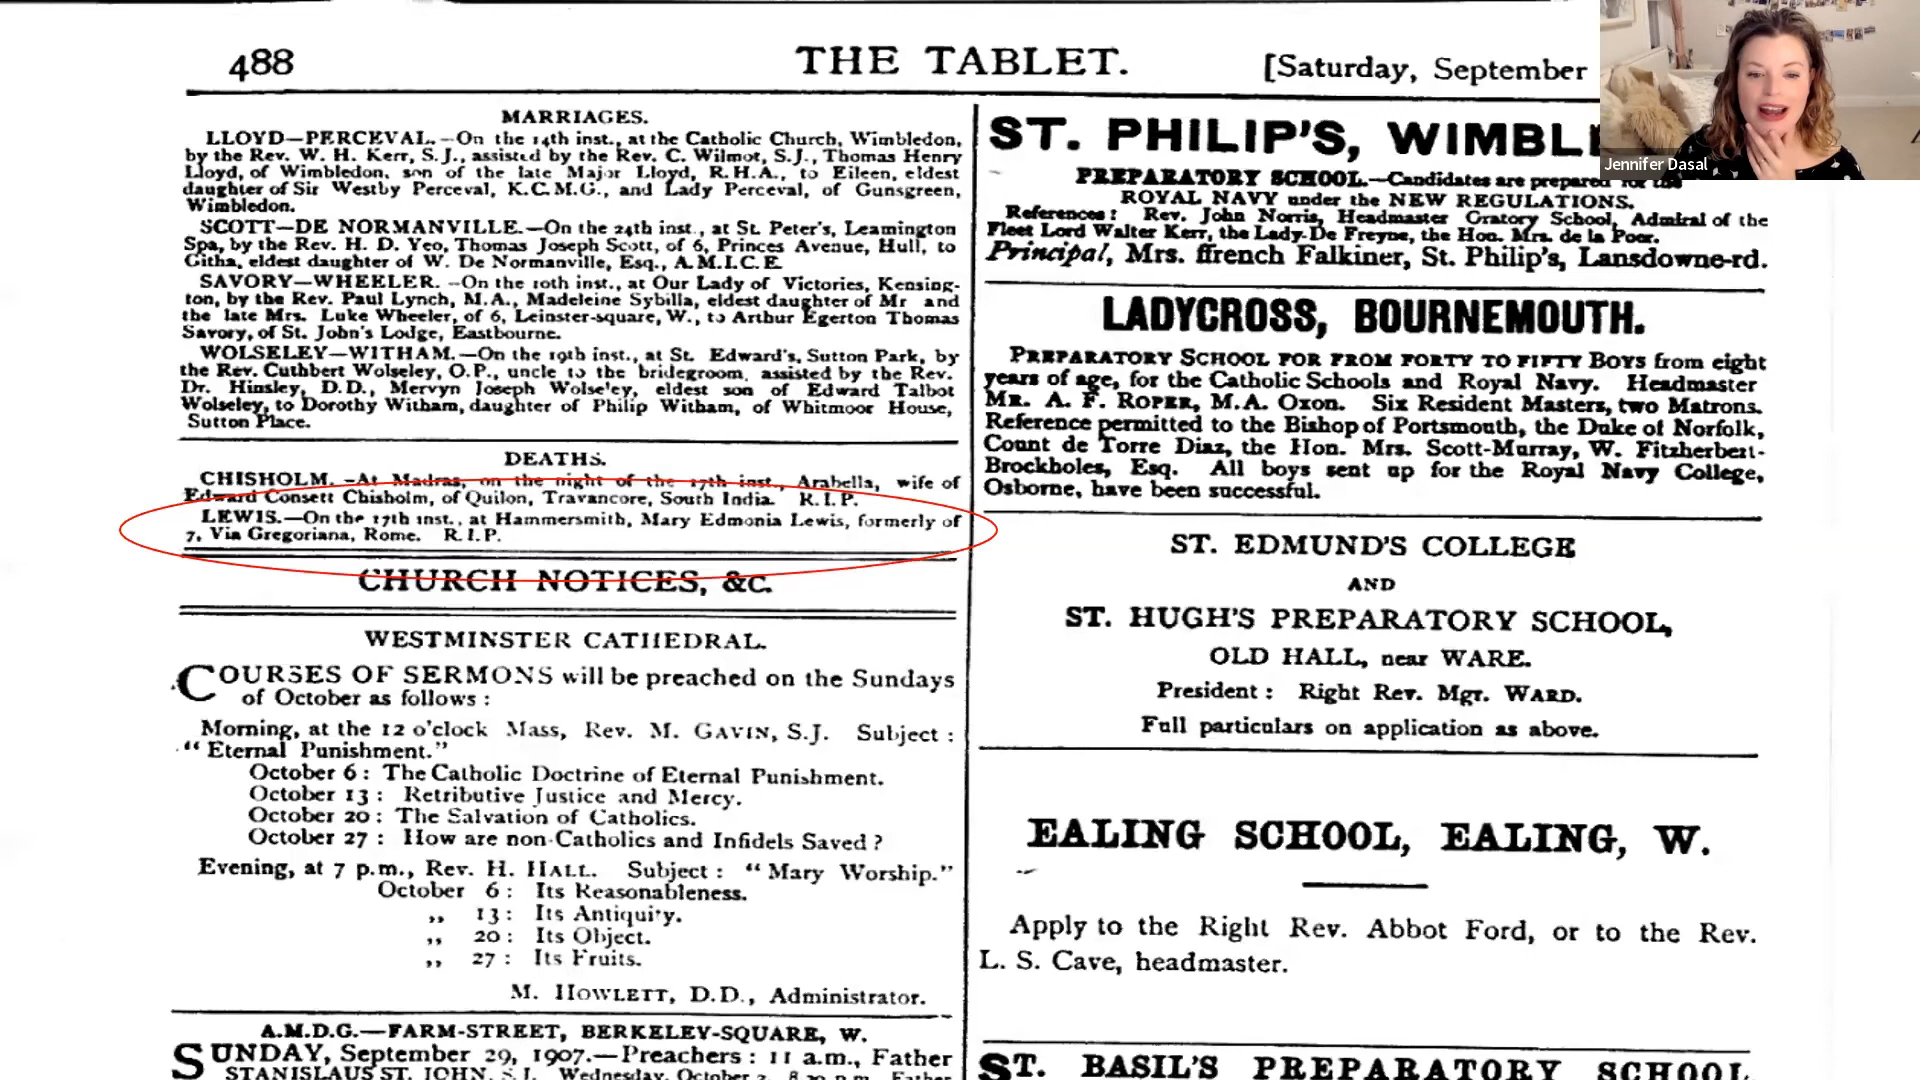 488
THE TABLET.
[Saturday, September
Jennifer Dasal
MARRIAGES.
LLOYD—PERCEVAL.—On the 14th inst., at the Catholic Church, Wimbledon,
by the Rev. W. H. Kerr, S.J., assisted by the Rev. C. Wilmot, S.J., Thomas Henry
Lloyd, of Wimbledon, son of the late Major Lloyd, R.H.A., to Eileen, eldest
daughter of Sir Westby Perceval, K.C.M.G., and Lady Perceval, of Gunsgreen,
Wimbledon.
SCOTT—DE NORMANVILLE.—On the 24th inst., at St. Peter's, Leamington
Spa, by the Rev. H. D. Yeo, Thomas Joseph Scott, of 6, Princes Avenue, Hull, to
Githa, eldest daughter of W. De Normanville, Esq., A.M.I.C.E.
SAVORY—WHEELER.—On the 10th inst., at Our Lady of Victories, Kensing-
ton, by the Rev. Paul Lynch, M.A., Madeleine Sybilla, eldest daughter of Mr and
the late Mrs. Luke Wheeler, of 6, Leinster-square, W., to Arthur Egerton Thomas
Savory, of St. John's Lodge, Eastbourne.
WOLSELEY—WITHAM.—On the 19th inst., at St. Edward's, Sutton Park, by
the Rev. Cuthbert Wolseley, O.P., uncle to the bridegroom, assisted by the Rev.
Dr. Hinsley, D.D., Mervyn Joseph Wolseley, eldest son of Edward Talbot
Wolseley, to Dorothy Witham, daughter of Philip Witham, of Whitmoor House,
Sutton Place.
DEATHS.
CHISHOLM.—At Madras, on the night of the 17th inst., Arabella, wife of
Edward Consett Chisholm, of Quilon, Travancore, South India. R.I.P.
LEWIS.—On the 17th inst., at Hammersmith, Mary Edmonia Lewis, formerly of
7, Via Gregoriana, Rome. R.I.P.
CHURCH NOTICES, &c.
WESTMINSTER CATHEDRAL.
COURSES OF SERMONS will be preached on the Sundays
of October as follows :
Morning, at the 12 o'clock Mass, Rev. M. GAVIN, S.J. Subject :
"Eternal Punishment."
October 6 : The Catholic Doctrine of Eternal Punishment.
October 13 : Retributive Justice and Mercy.
October 20 : The Salvation of Catholics.
October 27 : How are non-Catholics and Infidels Saved ?
Evening, at 7 p.m., Rev. H. HALL. Subject : "Mary Worship."
October 6 : Its Reasonableness.
,, 13 : Its Antiquity.
,, 20 : Its Object.
,, 27 : Its Fruits.
M. HOWLETT, D.D., Administrator.
A.M.D.G.—FARM-STREET, BERKELEY-SQUARE, W.
SUNDAY, September 29, 1907.—Preachers : 11 a.m., Father
STANISLAUS ST. JOHN, S.J. Wednesday, October 2, 8.30 p.m., Father
ST. PHILIP'S, WIMBL
PREPARATORY SCHOOL.—Candidates are prepared for the
ROYAL NAVY under the NEW REGULATIONS.
References : Rev. John Norris, Headmaster Oratory School, Admiral of the
Fleet Lord Walter Kerr, the Lady De Freyne, the Hon. Mrs. de la Poer.
Principal, Mrs. ffrench Falkiner, St. Philip's, Lansdowne-rd.
LADYCROSS, BOURNEMOUTH.
PREPARATORY SCHOOL FOR FROM FORTY TO FIFTY BOYS from eight
years of age, for the Catholic Schools and Royal Navy. Headmaster
MR. A. F. ROPER, M.A. Oxon. Six Resident Masters, two Matrons.
Reference permitted to the Bishop of Portsmouth, the Duke of Norfolk,
Count de Torre Diaz, the Hon. Mrs. Scott-Murray, W. Fitzherbert-
Brockholes, Esq. All boys sent up for the Royal Navy College,
Osborne, have been successful.
ST. EDMUND'S COLLEGE
AND
ST. HUGH'S PREPARATORY SCHOOL,
OLD HALL, near WARE.
President : Right Rev. Mgr. WARD.
Full particulars on application as above.
EALING SCHOOL, EALING, W.
Apply to the Right Rev. Abbot Ford, or to the Rev.
L. S. Cave, headmaster.
ST. BASIL'S PREPARATORY SCHOOL